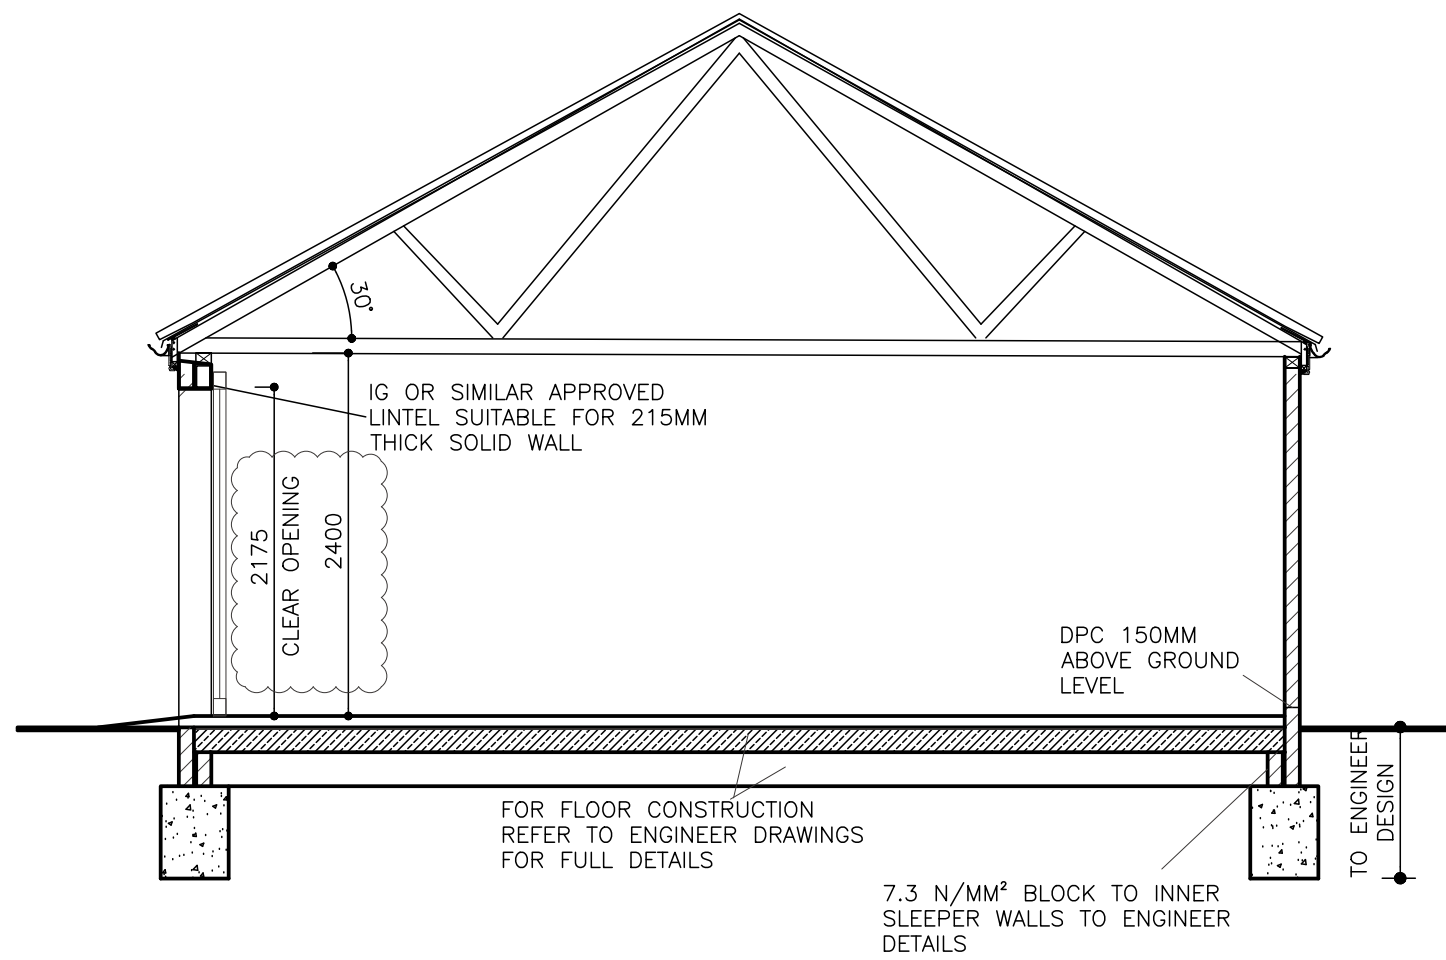 30°
IG OR SIMILAR APPROVED
LINTEL SUITABLE FOR 215MM
THICK SOLID WALL
2175
CLEAR OPENING
2400
DPC 150MM
ABOVE GROUND
LEVEL
TO ENGINEER
DESIGN
FOR FLOOR CONSTRUCTION
REFER TO ENGINEER DRAWINGS
FOR FULL DETAILS
7.3 N/MM² BLOCK TO INNER
SLEEPER WALLS TO ENGINEER
DETAILS